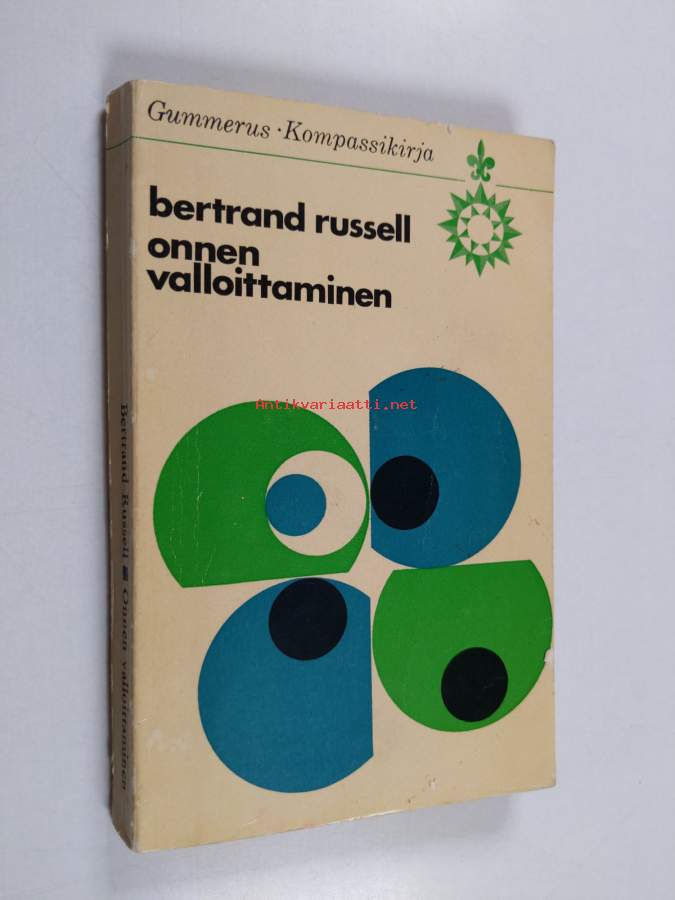 Gummerus · Kompassikirja
bertrand russell
onnen
valloittaminen
Antikvariaatti.net
Bertrand Russell ■ Onnen valloittaminen